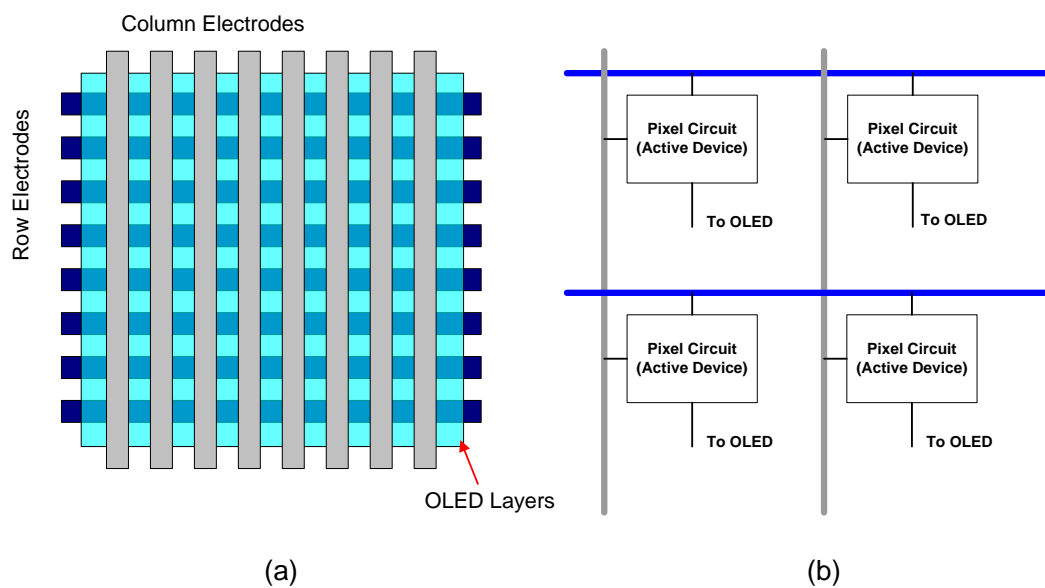 Column Electrodes
Row Electrodes
OLED Layers
(a)
Pixel Circuit
(Active Device)
To OLED
Pixel Circuit
(Active Device)
To OLED
Pixel Circuit
(Active Device)
To OLED
Pixel Circuit
(Active Device)
To OLED
(b)